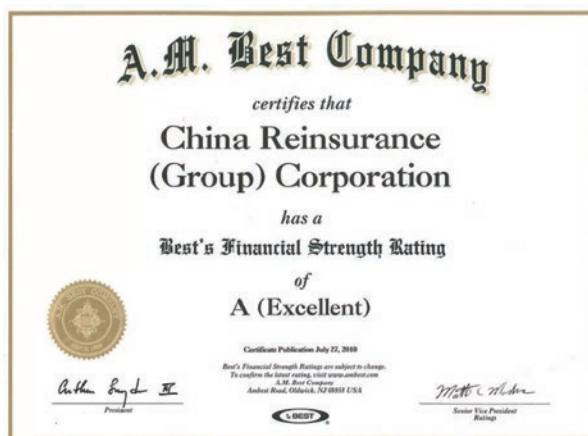 A.M. Best Company
certifies that
China Reinsurance
(Group) Corporation
has a
Best's Financial Strength Rating
of
A (Excellent)
Certificate Publication July 27, 2010
Best's Financial Strength Ratings are subject to change.
To confirm the latest rating, visit www.ambest.com
A.M. Best Company
Ambest Road, Oldwick, NJ 08858 USA
President
BEST
Senior Vice President
Ratings